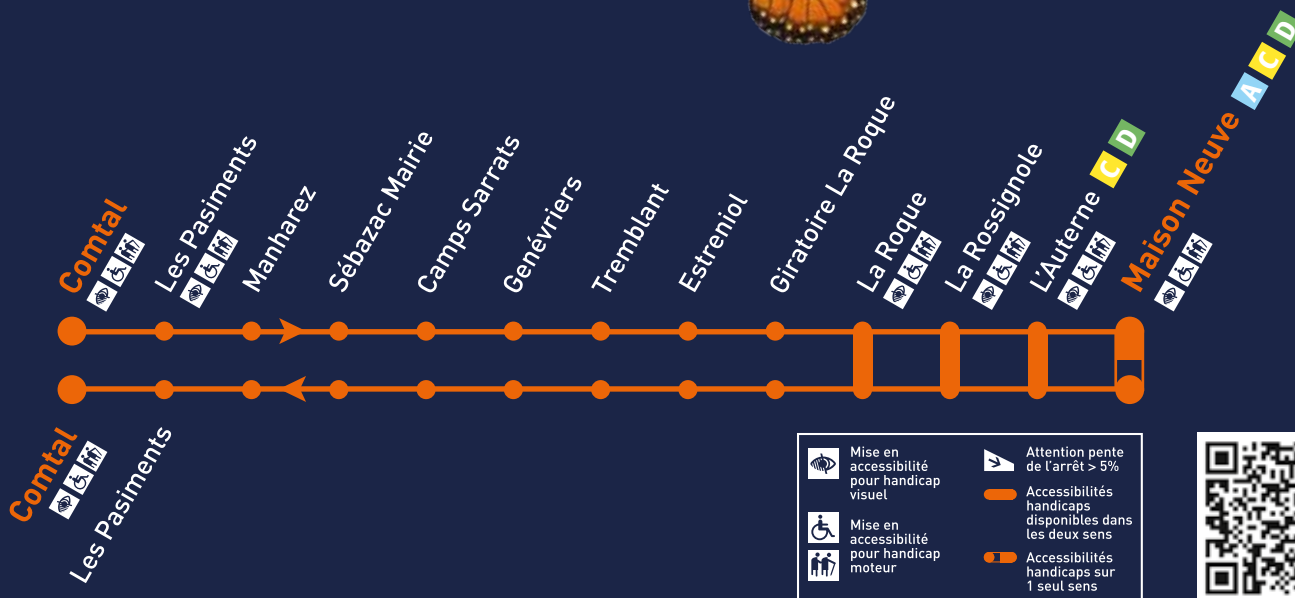 Comtal
Les Pasiments
Manharez
Sébazac Mairie
Camps Sarrats
Genévriers
Tremblant
Estreniol
Giratoire La Roque
La Roque
La Rossignole
L'Auterne C D
Maison Neuve A C D
Comtal
Les Pasiments
Mise en
accessibilité
pour handicap
visuel
Mise en
accessibilité
pour handicap
moteur
Attention pente
de l'arrêt > 5%
Accessibilités
handicaps
disponibles dans
les deux sens
Accessibilités
handicaps sur
1 seul sens